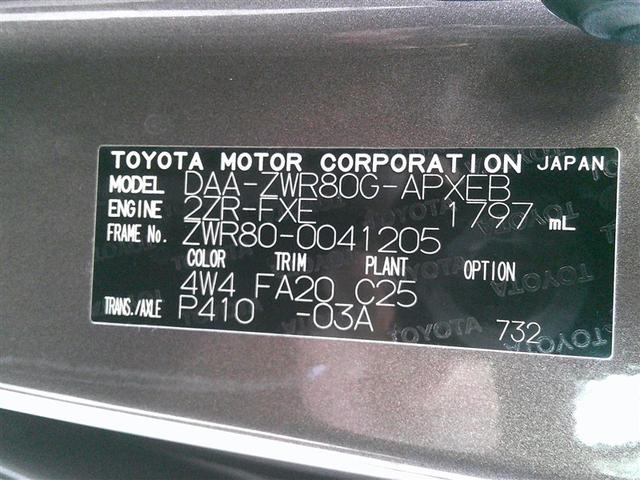 TOYOTA MOTOR CORPORATION JAPAN
MODEL DAA-ZWR80G-APXEB
ENGINE 2ZR-FXE 1797 mL
FRAME No. ZWR80-0041205
COLOR TRIM PLANT OPTION
4W4 FA20 C25
TRANS./AXLE P410 -03A
732